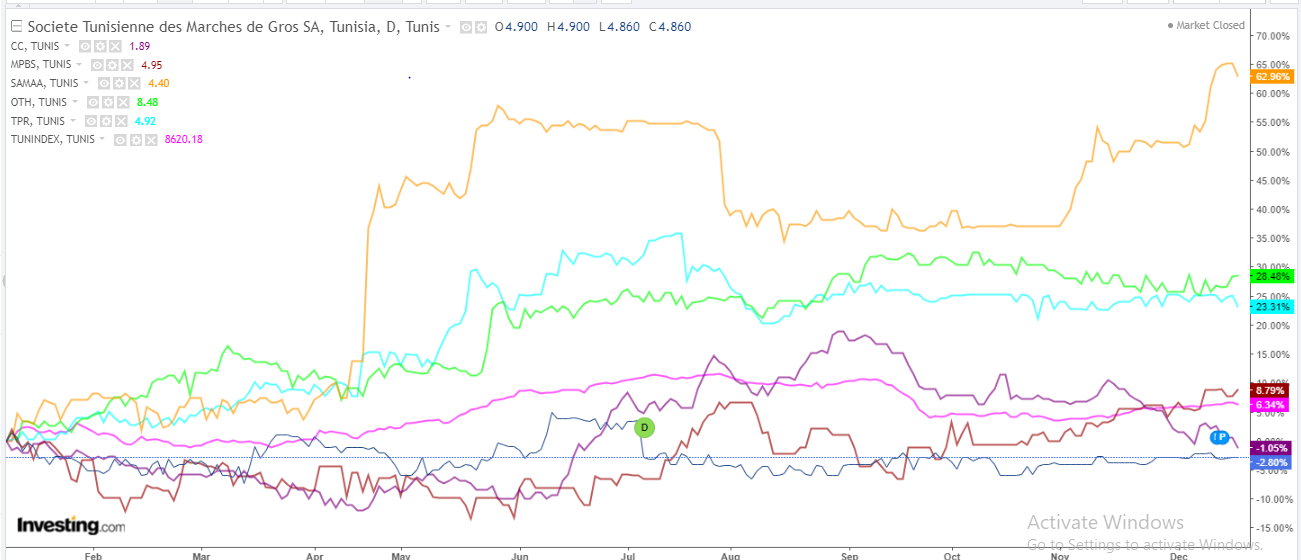 Societe Tunisienne des Marches de Gros SA, Tunisia, D, Tunis O4.900 H4.900 L4.860 C4.860
Market Closed
CC, TUNIS 1.89
MPBS, TUNIS 4.95
SAMAA, TUNIS 4.40
OTH, TUNIS 8.48
TPR, TUNIS 4.92
TUNINDEX, TUNIS 8620.18
70.00%
65.00%
62.96%
60.00%
55.00%
50.00%
45.00%
40.00%
35.00%
30.00%
28.48%
25.00%
23.31%
20.00%
15.00%
10.00%
8.79%
6.34%
5.00%
0.00%
-1.05%
-2.80%
-5.00%
-10.00%
-15.00%
D
P
Investing.com
Activate Windows
Go to Settings to activate Windows.
Feb Mar Apr May Jun Jul Aug Sep Oct Nov Dec